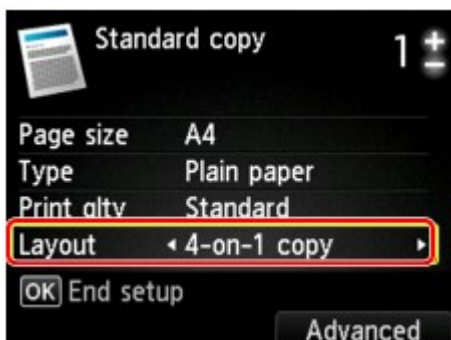 Standard copy
1
Page size A4
Type Plain paper
Print qlty Standard
Layout 4-on-1 copy
OK End setup
Advanced